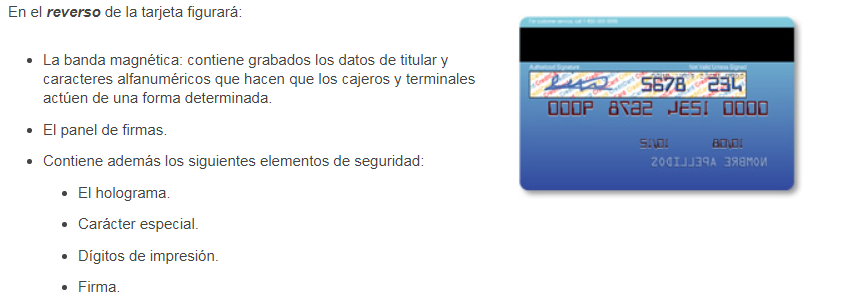 En el reverso de la tarjeta figurará:
La banda magnética: contiene grabados los datos de titular y
caracteres alfanuméricos que hacen que los cajeros y terminales
actúen de una forma determinada.
El panel de firmas.
Contiene además los siguientes elementos de seguridad:
El holograma.
Carácter especial.
Dígitos de impresión.
Firma.
Authorized Signature
Not Valid Unless Signed
5678 234
NOMBRE APELLIDOS